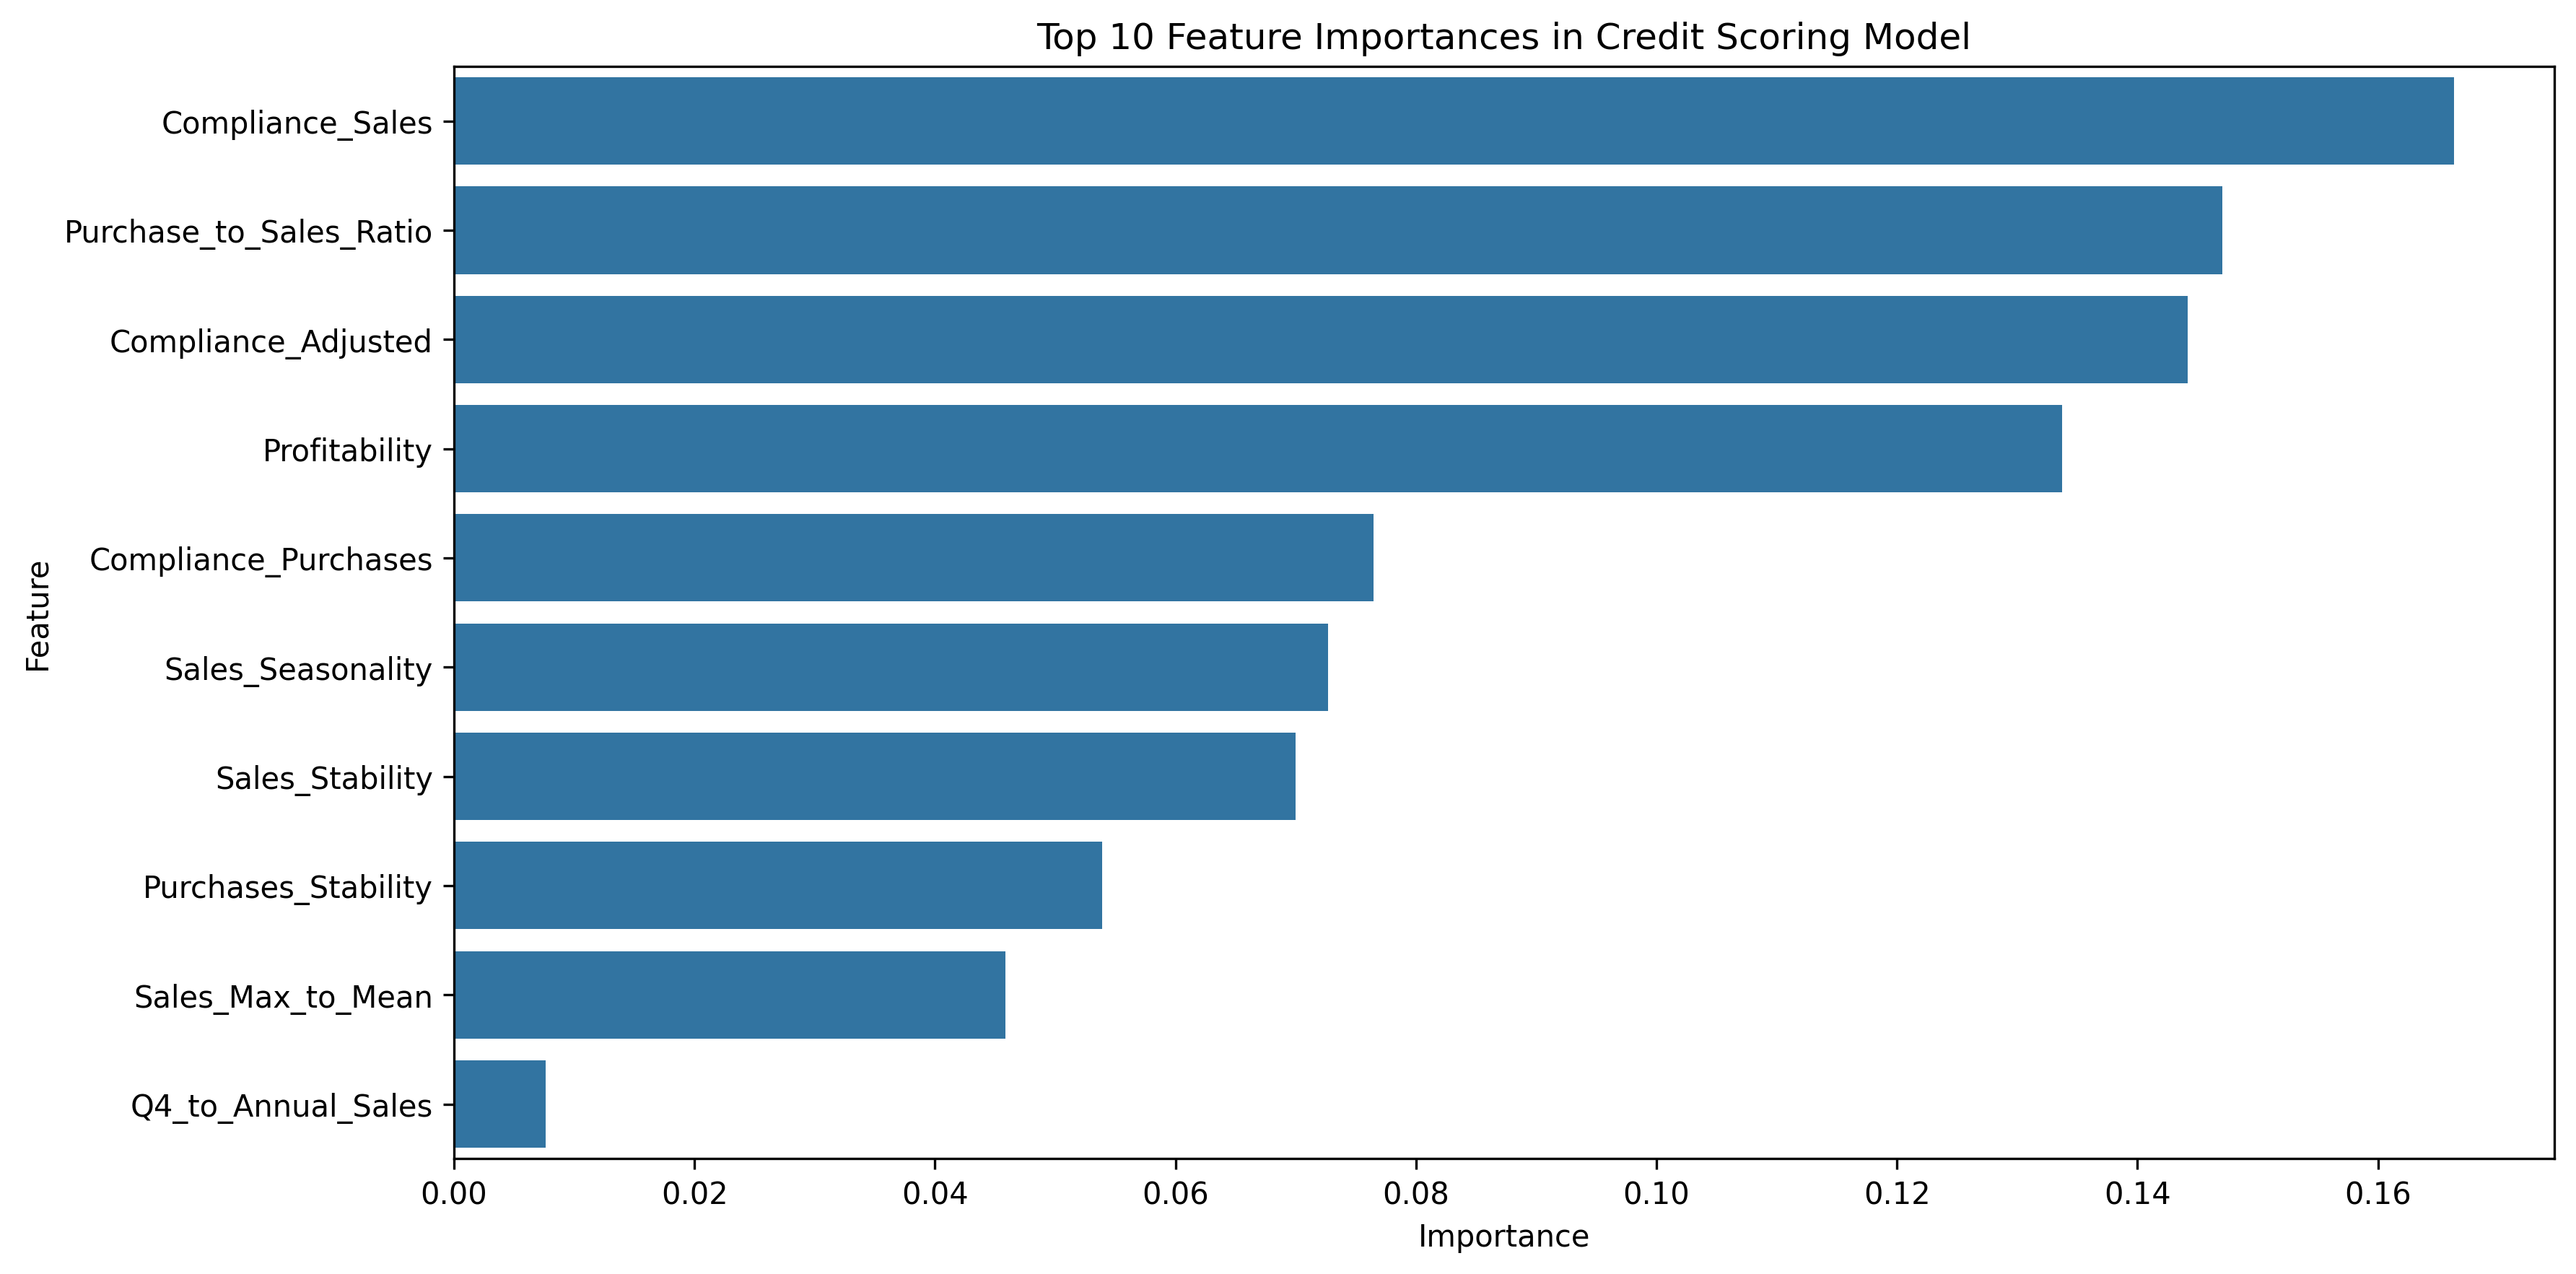 Top 10 Feature Importances in Credit Scoring Model
Compliance_Sales
Purchase_to_Sales_Ratio
Compliance_Adjusted
Profitability
Compliance_Purchases
Sales_Seasonality
Sales_Stability
Purchases_Stability
Sales_Max_to_Mean
Q4_to_Annual_Sales
Feature
0.00 0.02 0.04 0.06 0.08 0.10 0.12 0.14 0.16
Importance